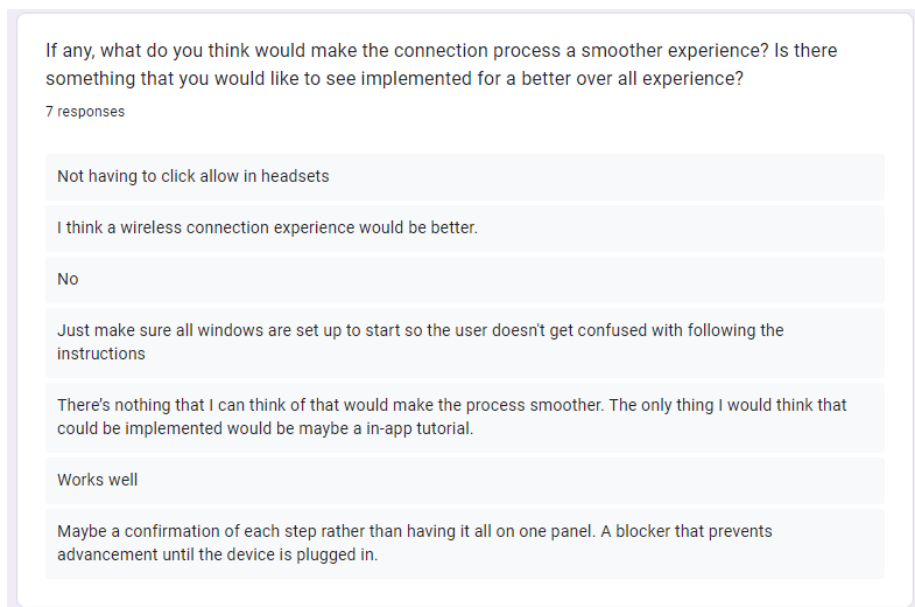 If any, what do you think would make the connection process a smoother experience? Is there
something that you would like to see implemented for a better over all experience?
7 responses
Not having to click allow in headsets
I think a wireless connection experience would be better.
No
Just make sure all windows are set up to start so the user doesn't get confused with following the
instructions
There's nothing that I can think of that would make the process smoother. The only thing I would think that
could be implemented would be maybe a in-app tutorial.
Works well
Maybe a confirmation of each step rather than having it all on one panel. A blocker that prevents
advancement until the device is plugged in.